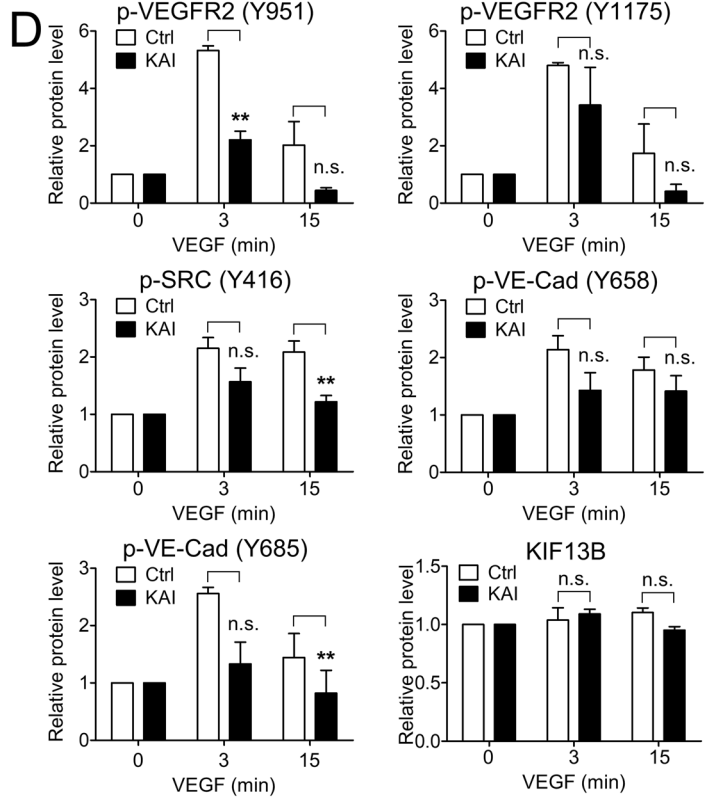 D
p-VEGFR2 (Y951)
Relative protein level
6
4
2
0
Ctrl
KAI
**
n.s.
0
3
15
VEGF (min)
p-VEGFR2 (Y1175)
Relative protein level
6
4
2
0
Ctrl
KAI
n.s.
n.s.
0
3
15
VEGF (min)
p-SRC (Y416)
Relative protein level
3
2
1
0
Ctrl
KAI
n.s.
**
0
3
15
VEGF (min)
p-VE-Cad (Y658)
Relative protein level
3
2
1
0
Ctrl
KAI
n.s.
n.s.
0
3
15
VEGF (min)
p-VE-Cad (Y685)
Relative protein level
3
2
1
0
Ctrl
KAI
n.s.
**
0
3
15
VEGF (min)
KIF13B
Relative protein level
1.5
1.0
0.5
0.0
Ctrl
KAI
n.s.
n.s.
0
3
15
VEGF (min)